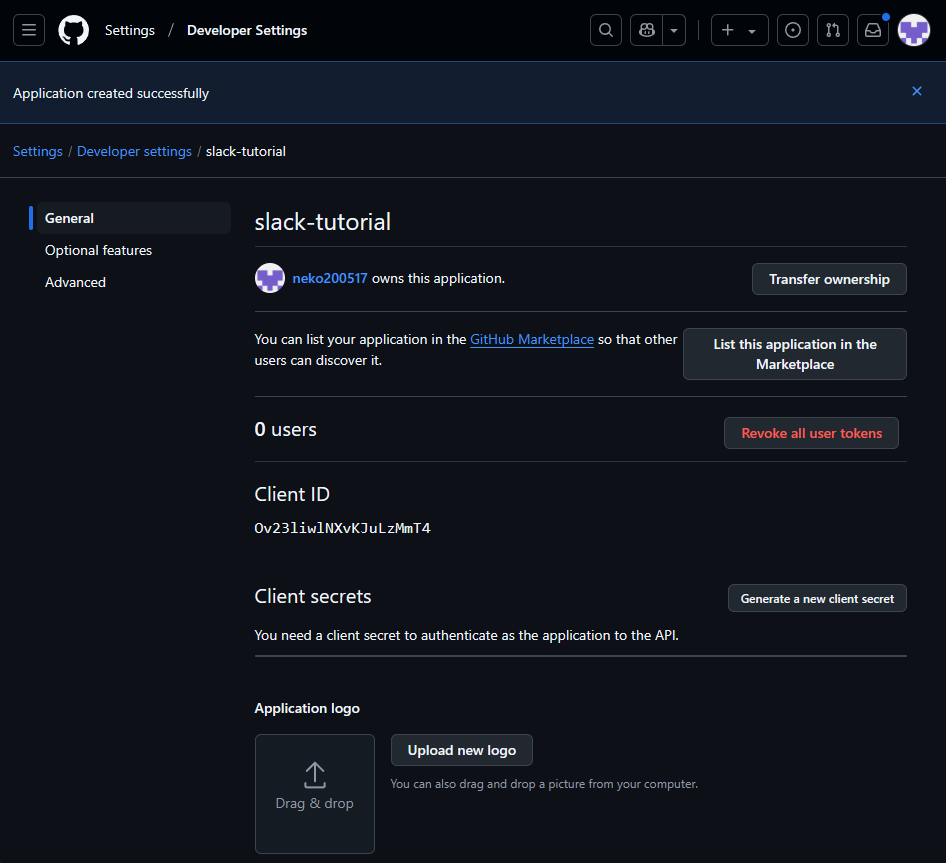 Settings / Developer Settings
Application created successfully
Settings / Developer settings / slack-tutorial
General
Optional features
Advanced
slack-tutorial
neko200517 owns this application.
Transfer ownership
You can list your application in the GitHub Marketplace so that other
users can discover it.
List this application in the
Marketplace
0 users
Revoke all user tokens
Client ID
Ov23liwlNXvKJuLzMmT4
Client secrets
Generate a new client secret
You need a client secret to authenticate as the application to the API.
Application logo
Drag & drop
Upload new logo
You can also drag and drop a picture from your computer.